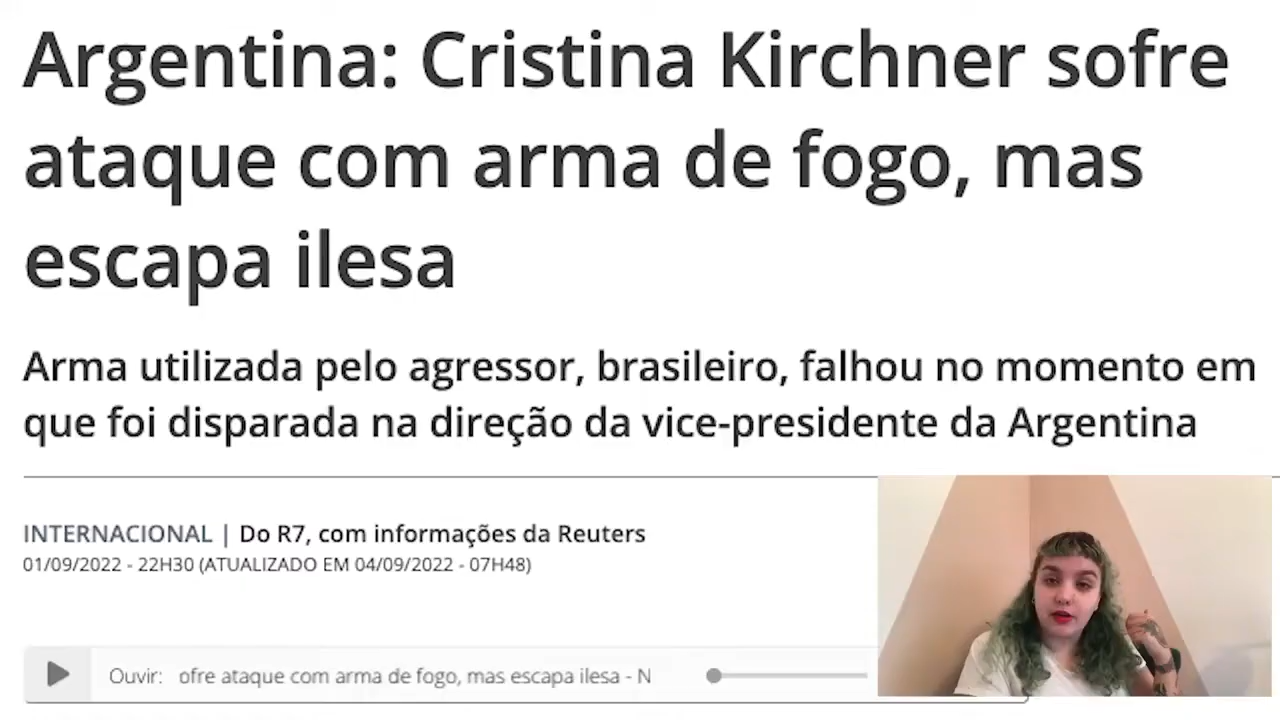 Argentina: Cristina Kirchner sofre
ataque com arma de fogo, mas
escapa ilesa
Arma utilizada pelo agressor, brasileiro, falhou no momento em
que foi disparada na direção da vice-presidente da Argentina
INTERNACIONAL | Do R7, com informações da Reuters
01/09/2022 - 22H30 (ATUALIZADO EM 04/09/2022 - 07H48)
Ouvir: ofre ataque com arma de fogo, mas escapa ilesa - N